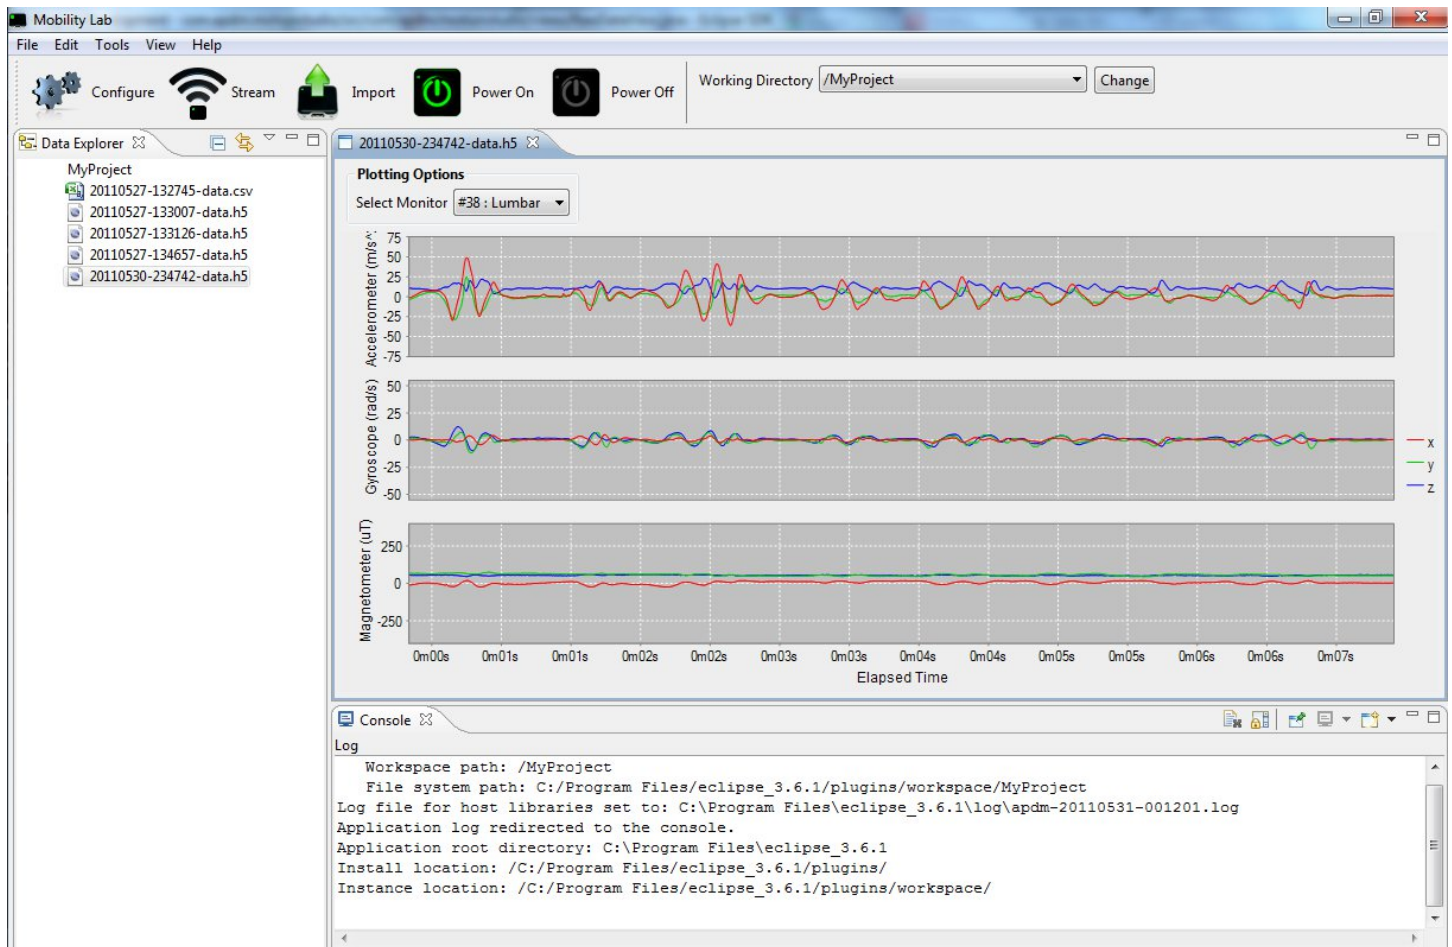 Mobility Lab
File Edit Tools View Help
Configure Stream Import Power On Power Off Working Directory /MyProject Change
Data Explorer
MyProject
20110527-132745-data.csv
20110527-133007-data.h5
20110527-133126-data.h5
20110527-134657-data.h5
20110530-234742-data.h5
20110530-234742-data.h5
Plotting Options
Select Monitor #38 : Lumbar
Accelerometer (m/s^
75
50
25
0
-25
-50
-75
Gyroscope (rad/s)
50
25
0
-25
-50
x
y
z
Magnetometer (uT)
250
0
-250
0m00s 0m01s 0m01s 0m02s 0m02s 0m03s 0m03s 0m04s 0m04s 0m05s 0m05s 0m06s 0m06s 0m07s
Elapsed Time
Console
Log
Workspace path: /MyProject
File system path: C:/Program Files/eclipse_3.6.1/plugins/workspace/MyProject
Log file for host libraries set to: C:\Program Files\eclipse_3.6.1\log\apdm-20110531-001201.log
Application log redirected to the console.
Application root directory: C:\Program Files\eclipse_3.6.1
Install location: /C:/Program Files/eclipse_3.6.1/plugins/
Instance location: /C:/Program Files/eclipse_3.6.1/plugins/workspace/